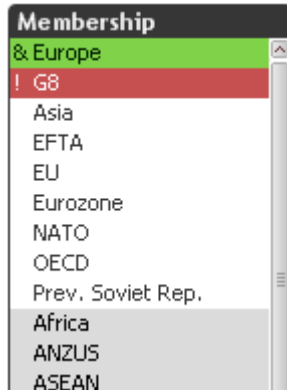 Membership
& Europe
! G8
Asia
EFTA
EU
Eurozone
NATO
OECD
Prev. Soviet Rep.
Africa
ANZUS
ASEAN